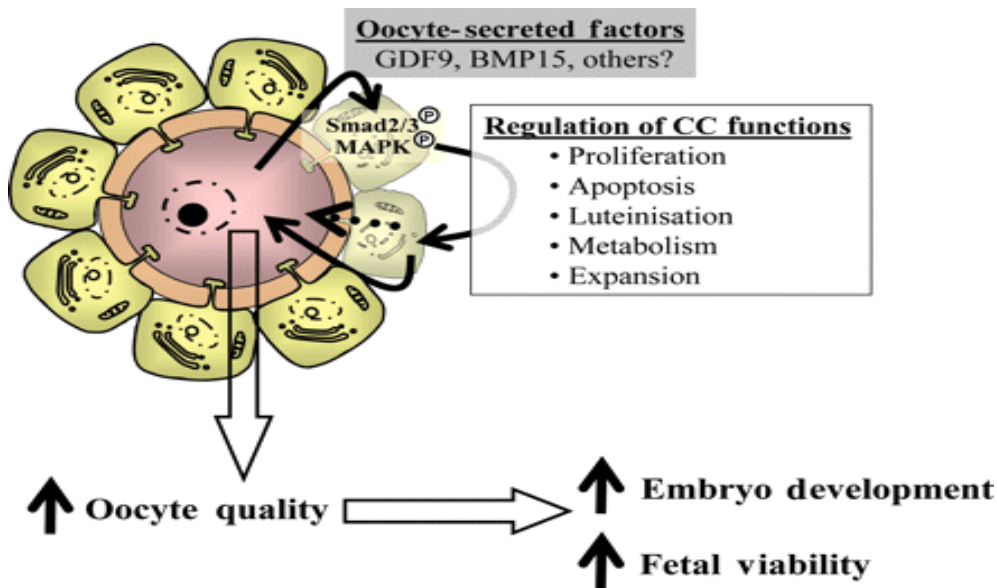 Oocyte-secreted factors
GDF9, BMP15, others?
Smad2/3 P
MAPK P
Regulation of CC functions
• Proliferation
• Apoptosis
• Luteinisation
• Metabolism
• Expansion
Oocyte quality
Embryo development
Fetal viability